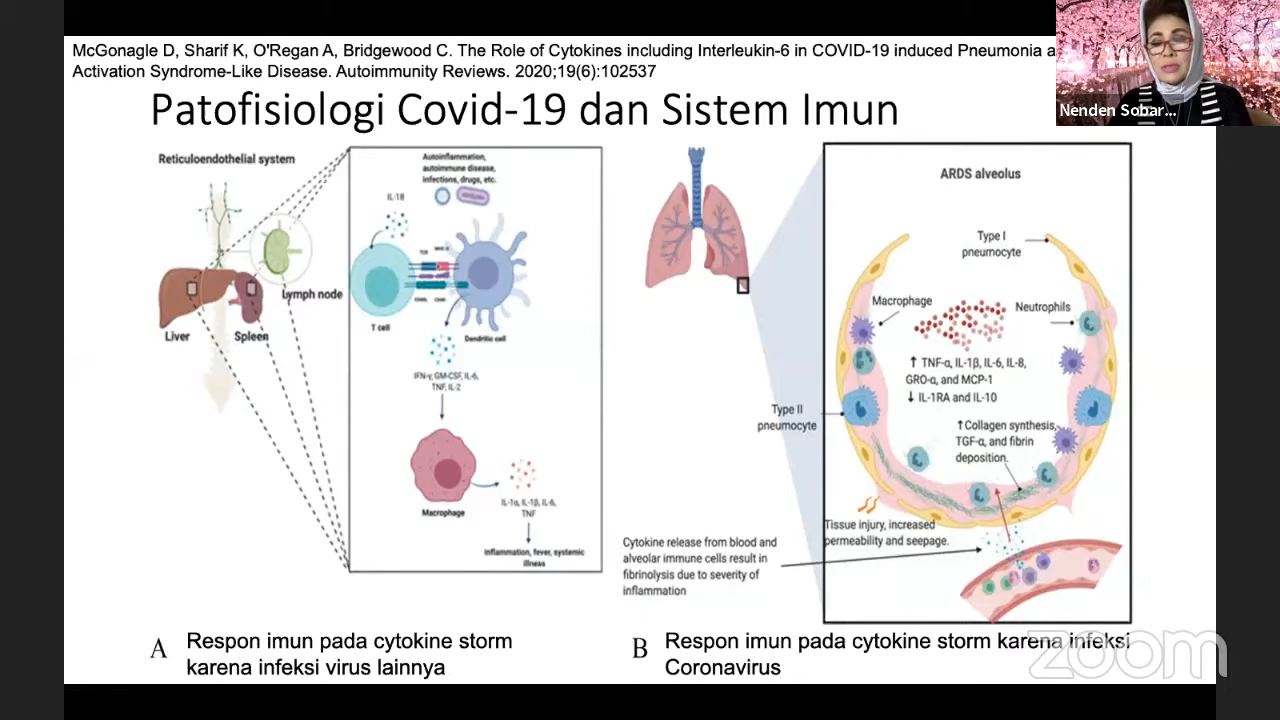 McGonagle D, Sharif K, O'Regan A, Bridgewood C. The Role of Cytokines including Interleukin-6 in COVID-19 induced Pneumonia a
Activation Syndrome-Like Disease. Autoimmunity Reviews. 2020;19(6):102537
Nenden Sobar...
Patofisiologi Covid-19 dan Sistem Imun
Reticuloendothelial system
Lymph node
Liver
Spleen
Autoinflammation,
autoimmune disease,
infections, drugs, etc.
IL-18
T cell
Dendritic cell
IFN-γ, GM-CSF, IL-6,
TNF, IL-2
Macrophage
IL-1α, IL-1β, IL-6,
TNF
Inflammation, fever, systemic
illness
ARDS alveolus
Type I
pneumocyte
Macrophage
Neutrophils
↑ TNF-α, IL-1β, IL-6, IL-8,
GRO-α, and MCP-1
↓ IL-1RA and IL-10
Type II
pneumocyte
↑Collagen synthesis,
TGF-α, and fibrin
deposition.
Tissue injury, increased
permeability and seepage.
Cytokine release from blood and
alveolar immune cells result in
fibrinolysis due to severity of
inflammation
A
Respon imun pada cytokine storm
karena infeksi virus lainnya
B
Respon imun pada cytokine storm karena infeksi
Coronavirus
zoom